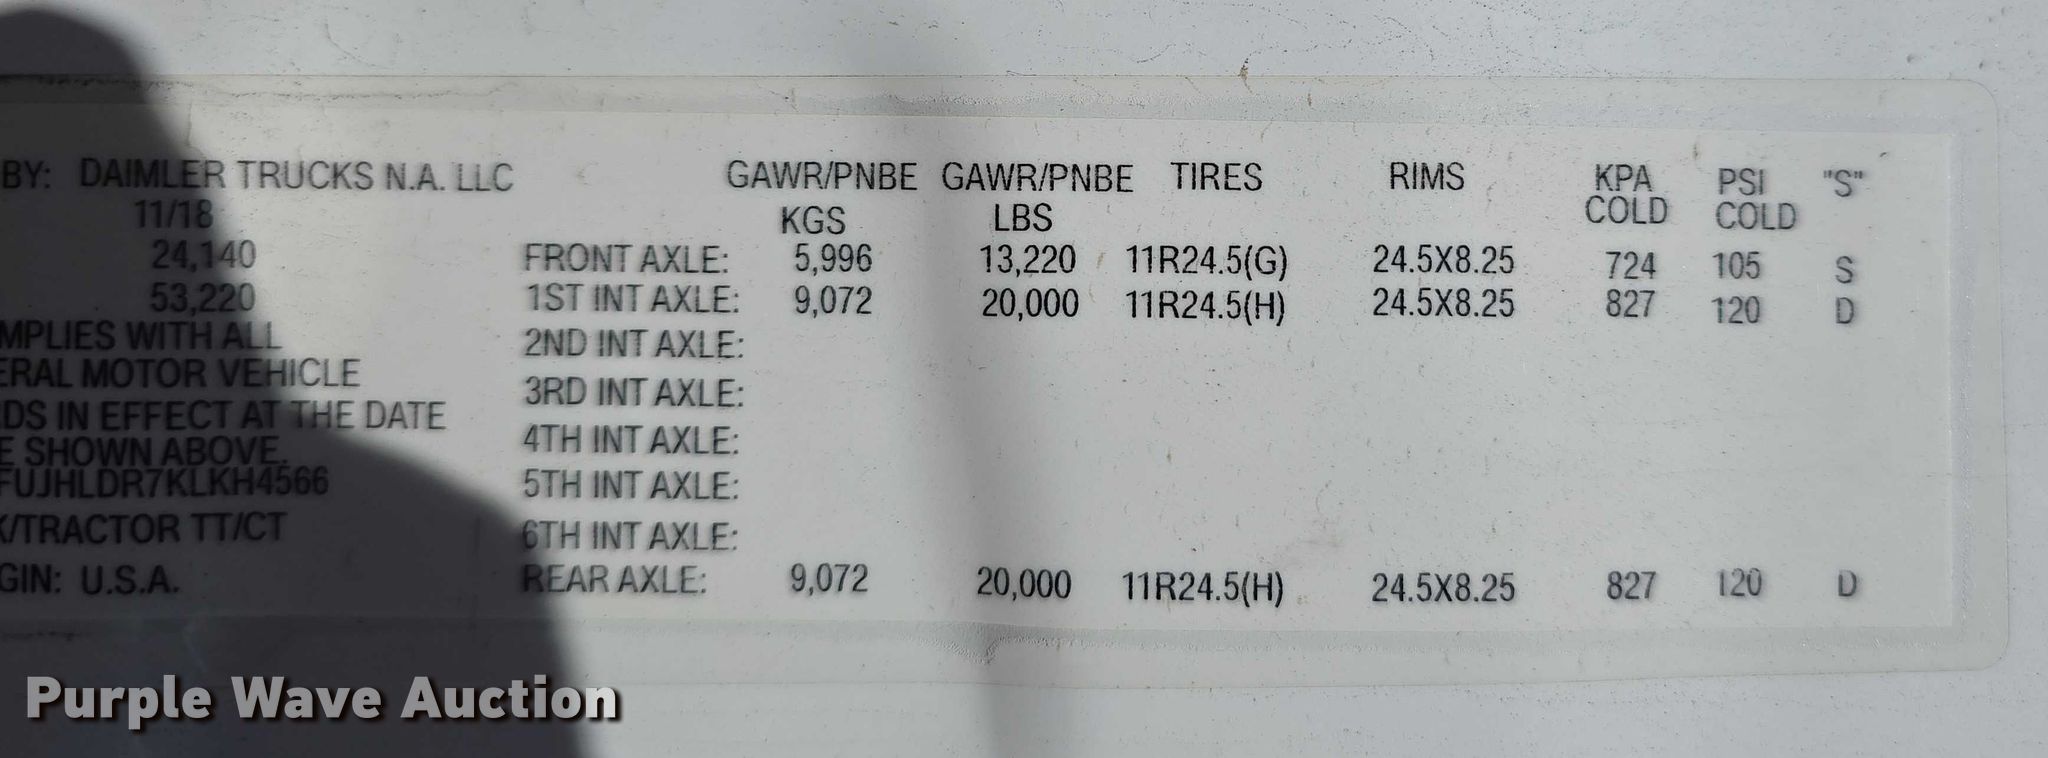 BY: DAIMLER TRUCKS N.A. LLC GAWR/PNBE GAWR/PNBE TIRES RIMS KPA PSI "S"
11/18 KGS LBS COLD COLD
24,140 FRONT AXLE: 5,996 13,220 11R24.5(G) 24.5X8.25 724 105 S
53,220 1ST INT AXLE: 9,072 20,000 11R24.5(H) 24.5X8.25 827 120 D
MPLIES WITH ALL 2ND INT AXLE:
ERAL MOTOR VEHICLE 3RD INT AXLE:
RDS IN EFFECT AT THE DATE 4TH INT AXLE:
E SHOWN ABOVE.
FUJHLDR7KLKH4566 5TH INT AXLE:
K/TRACTOR TT/CT 6TH INT AXLE:
GIN: U.S.A. REAR AXLE: 9,072 20,000 11R24.5(H) 24.5X8.25 827 120 D
Purple Wave Auction